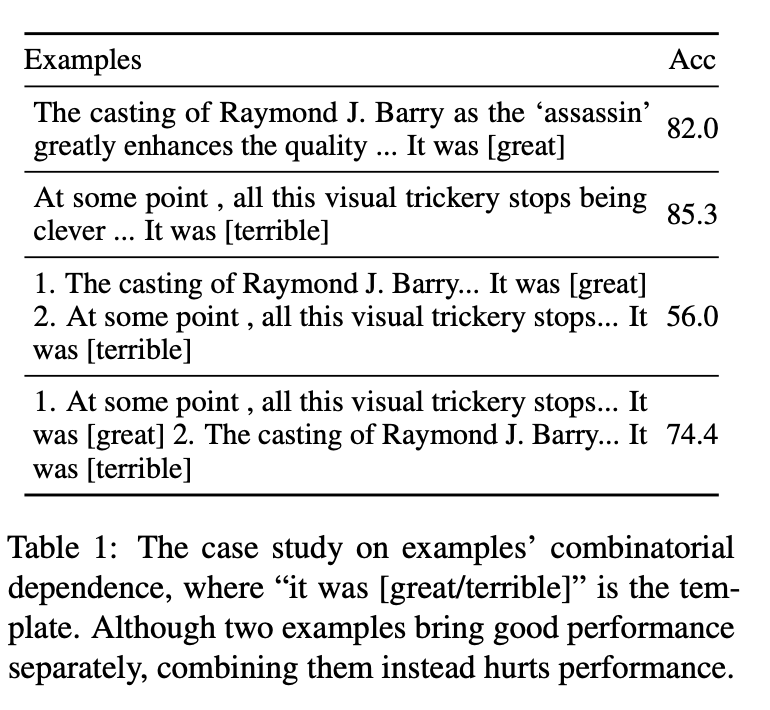 Examples Acc
The casting of Raymond J. Barry as the ‘assassin’
greatly enhances the quality ... It was [great]
82.0
At some point , all this visual trickery stops being
clever ... It was [terrible]
85.3
1. The casting of Raymond J. Barry... It was [great]
2. At some point , all this visual trickery stops... It
was [terrible]
56.0
1. At some point , all this visual trickery stops... It
was [great] 2. The casting of Raymond J. Barry... It
was [terrible]
74.4
Table 1: The case study on examples’ combinatorial
dependence, where “it was [great/terrible]” is the tem-
plate. Although two examples bring good performance
separately, combining them instead hurts performance.